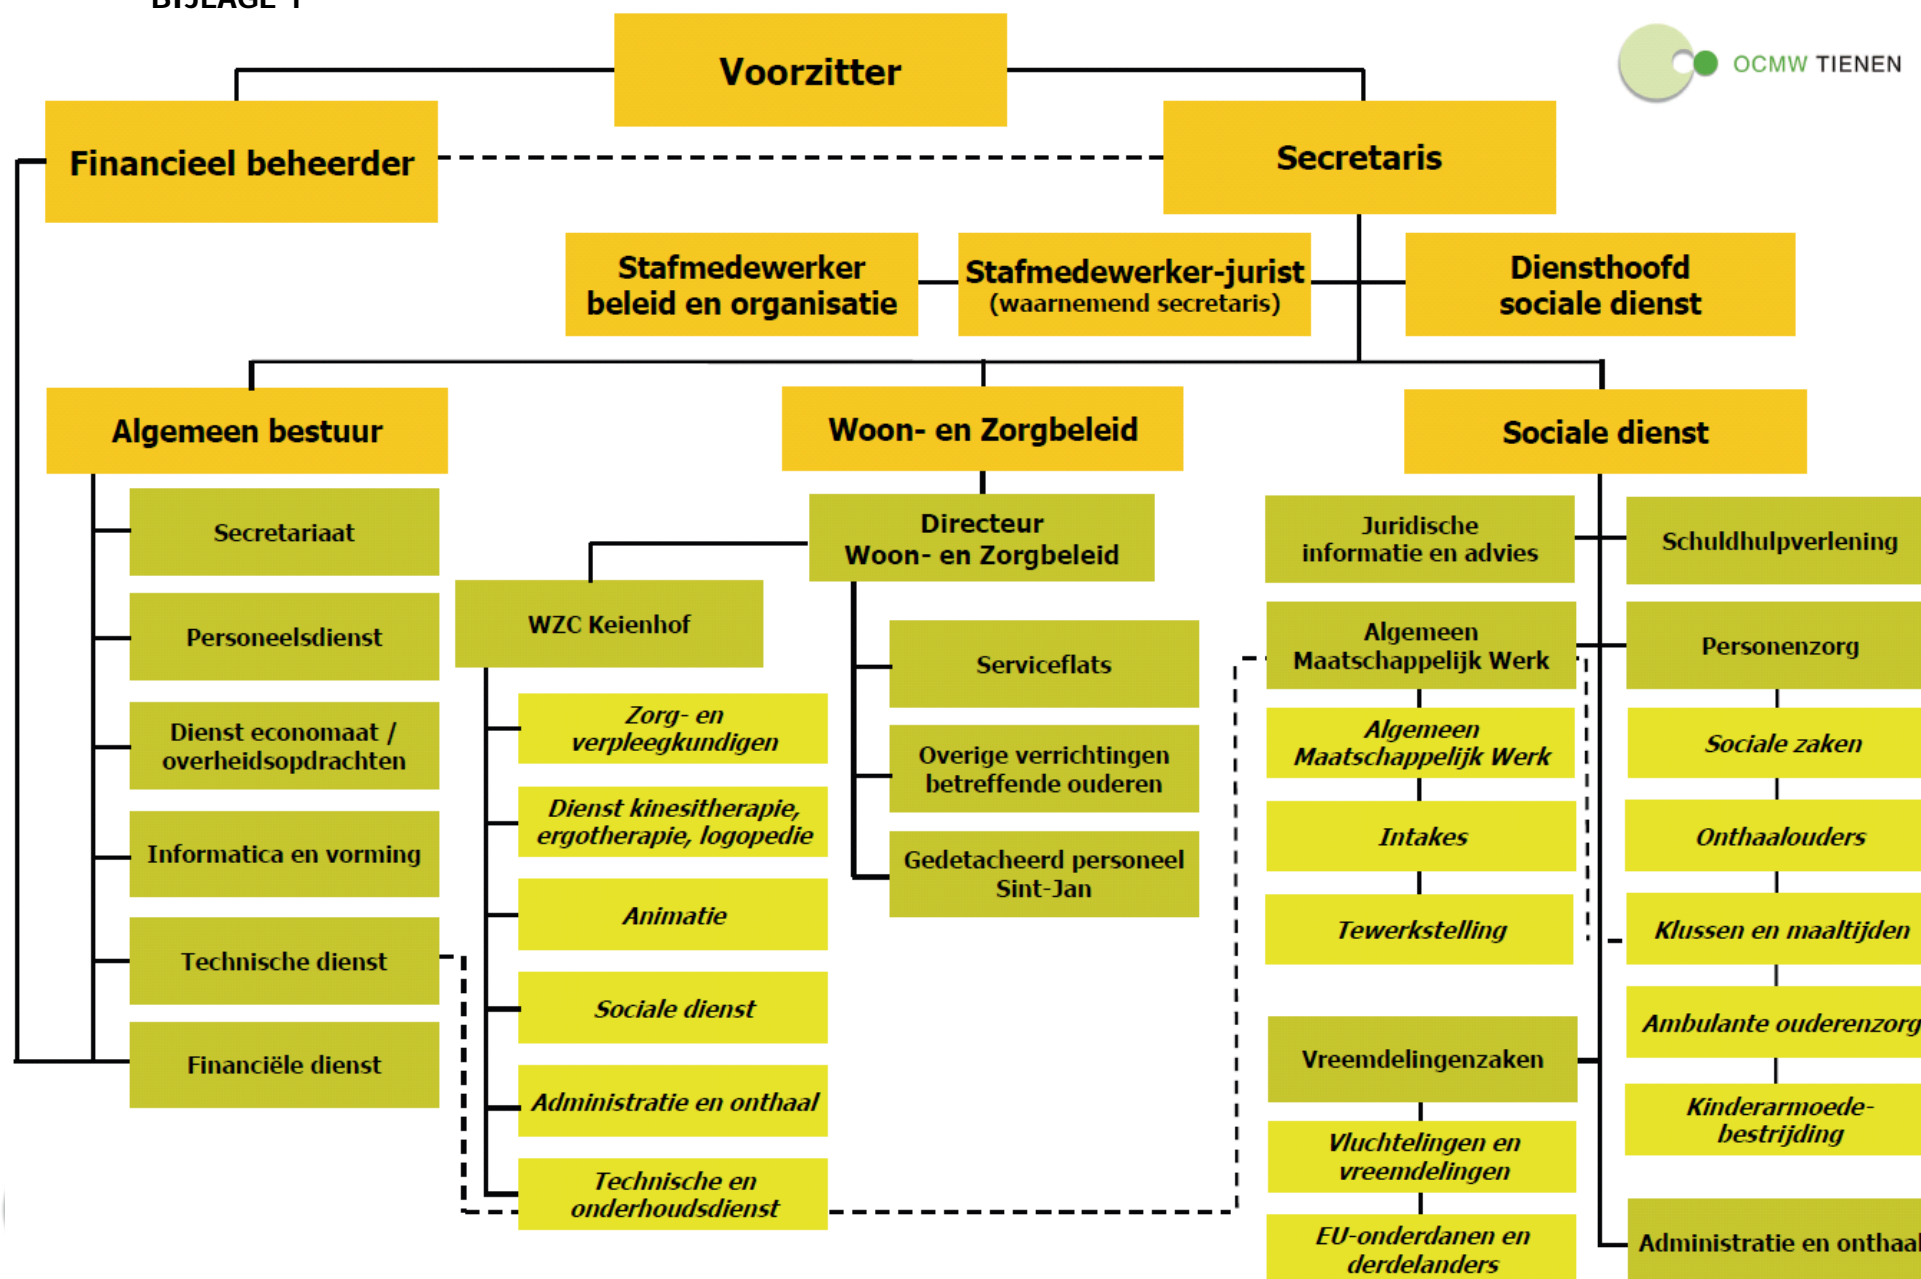 BIJLAGE 1
Voorzitter
OCMW TIENEN
Financieel beheerder
Secretaris
Stafmedewerker
beleid en organisatie
Stafmedewerker-jurist
(waarnemend secretaris)
Diensthoofd
sociale dienst
Algemeen bestuur
Woon- en Zorgbeleid
Sociale dienst
Secretariaat
Personeelsdienst
Dienst economaat /
overheidsopdrachten
Informatica en vorming
Technische dienst
Financiële dienst
Directeur
Woon- en Zorgbeleid
WZC Keienhof
Zorg- en
verpleegkundigen
Dienst kinesitherapie,
ergotherapie, logopedie
Animatie
Sociale dienst
Administratie en onthaal
Technische en
onderhoudsdienst
Serviceflats
Overige verrichtingen
betreffende ouderen
Gedetacheerd personeel
Sint-Jan
Juridische
informatie en advies
Algemeen
Maatschappelijk Werk
Algemeen
Maatschappelijk Werk
Intakes
Tewerkstelling
Vreemdelingenzaken
Vluchtelingen en
vreemdelingen
EU-onderdanen en
derdelanders
Schuldhulpverlening
Personenzorg
Sociale zaken
Onthaalouders
Klussen en maaltijden
Ambulante ouderenzorg
Kinderarmoede-
bestrijding
Administratie en onthaal